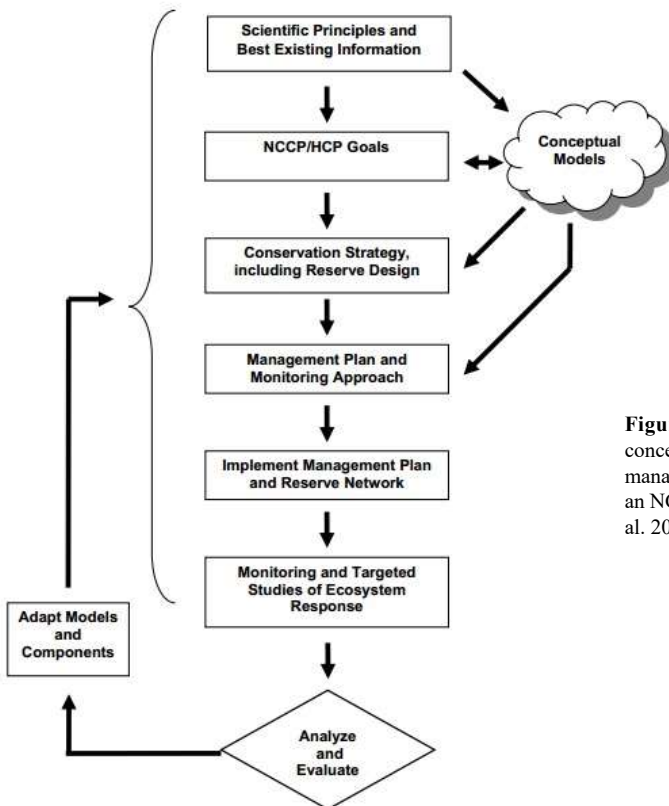 Scientific Principles and
Best Existing Information
NCCP/HCP Goals
Conceptual
Models
Conservation Strategy,
including Reserve Design
Management Plan and
Monitoring Approach
Implement Management Plan
and Reserve Network
Monitoring and Targeted
Studies of Ecosystem
Response
Adapt Models
and
Components
Analyze
and
Evaluate
Figu
conce
mana
an NC
al. 20